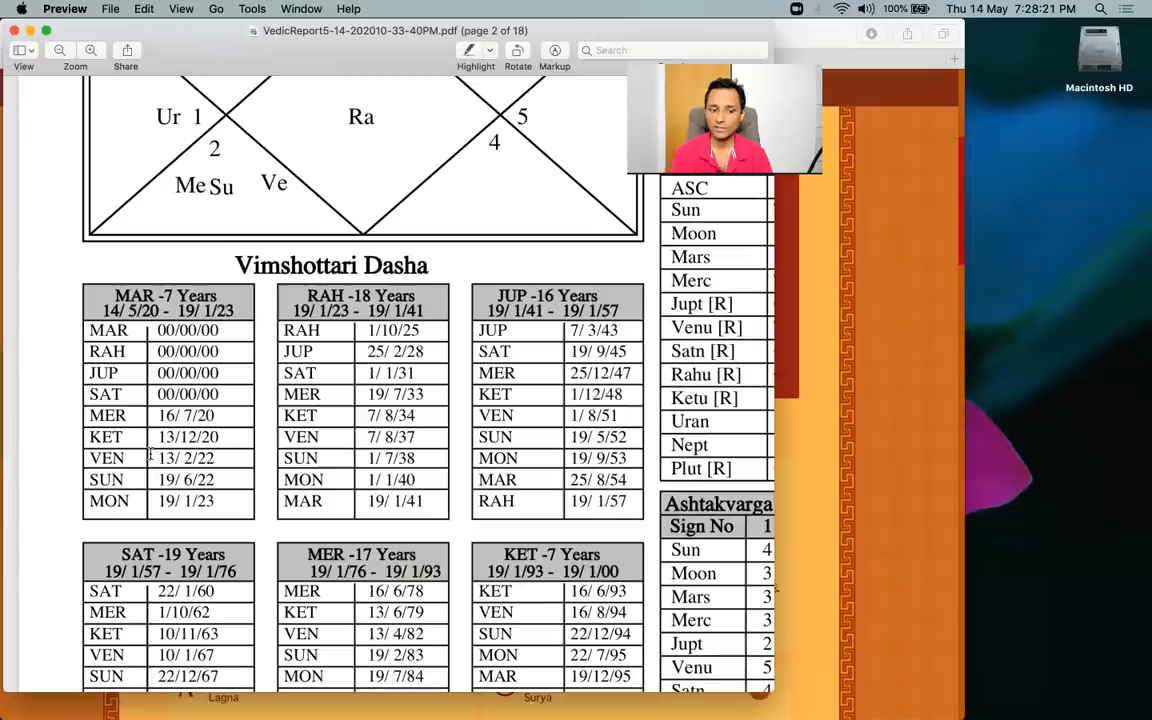 Preview File Edit View Go Tools Window Help 100% Thu 14 May 7:28:21 PM
VedicReport5-14-202010-33-40PM.pdf (page 2 of 18)
Search
View Zoom Share Highlight Rotate Markup
Macintosh HD
Ur 1 Ra 5
2 4
Me Su Ve
Vimshottari Dasha
MAR -7 Years
14/ 5/20 - 19/ 1/23
MAR 00/00/00
RAH 00/00/00
JUP 00/00/00
SAT 00/00/00
MER 16/ 7/20
KET 13/12/20
VEN 13/ 2/22
SUN 19/ 6/22
MON 19/ 1/23
RAH -18 Years
19/ 1/23 - 19/ 1/41
RAH 1/10/25
JUP 25/ 2/28
SAT 1/ 1/31
MER 19/ 7/33
KET 7/ 8/34
VEN 7/ 8/37
SUN 1/ 7/38
MON 1/ 1/40
MAR 19/ 1/41
JUP -16 Years
19/ 1/41 - 19/ 1/57
JUP 7/ 3/43
SAT 19/ 9/45
MER 25/12/47
KET 1/12/48
VEN 1/ 8/51
SUN 19/ 5/52
MON 19/ 9/53
MAR 25/ 8/54
RAH 19/ 1/57
SAT -19 Years
19/ 1/57 - 19/ 1/76
SAT 22/ 1/60
MER 1/10/62
KET 10/11/63
VEN 10/ 1/67
SUN 22/12/67
MER -17 Years
19/ 1/76 - 19/ 1/93
MER 16/ 6/78
KET 13/ 6/79
VEN 13/ 4/82
SUN 19/ 2/83
MON 19/ 7/84
KET -7 Years
19/ 1/93 - 19/ 1/00
KET 16/ 6/93
VEN 16/ 8/94
SUN 22/12/94
MON 22/ 7/95
MAR 19/12/95
ASC
Sun
Moon
Mars
Merc
Jupt [R]
Venu [R]
Satn [R]
Rahu [R]
Ketu [R]
Uran
Nept
Plut [R]
Ashtakvarga
Sign No 1
Sun 4
Moon 3
Mars 3
Merc 3
Jupt 2
Venu 5
Satn 4
Lagna Surya